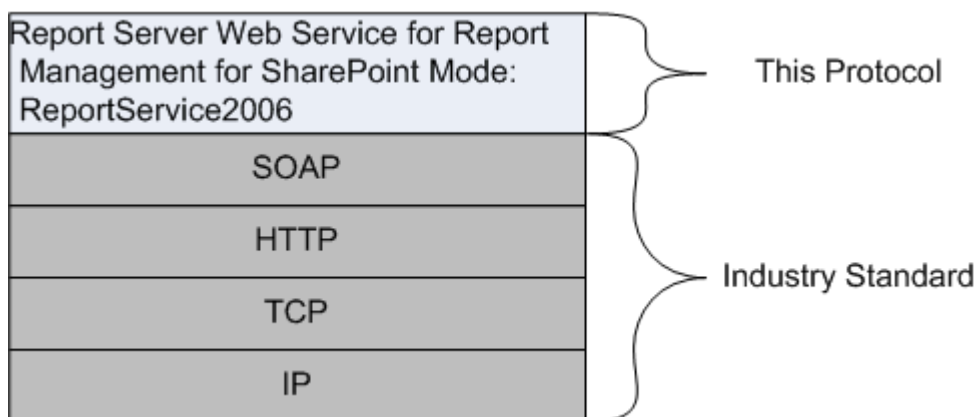 Report Server Web Service for Report
Management for SharePoint Mode:
ReportService2006
This Protocol
SOAP
HTTP
TCP
IP
Industry Standard